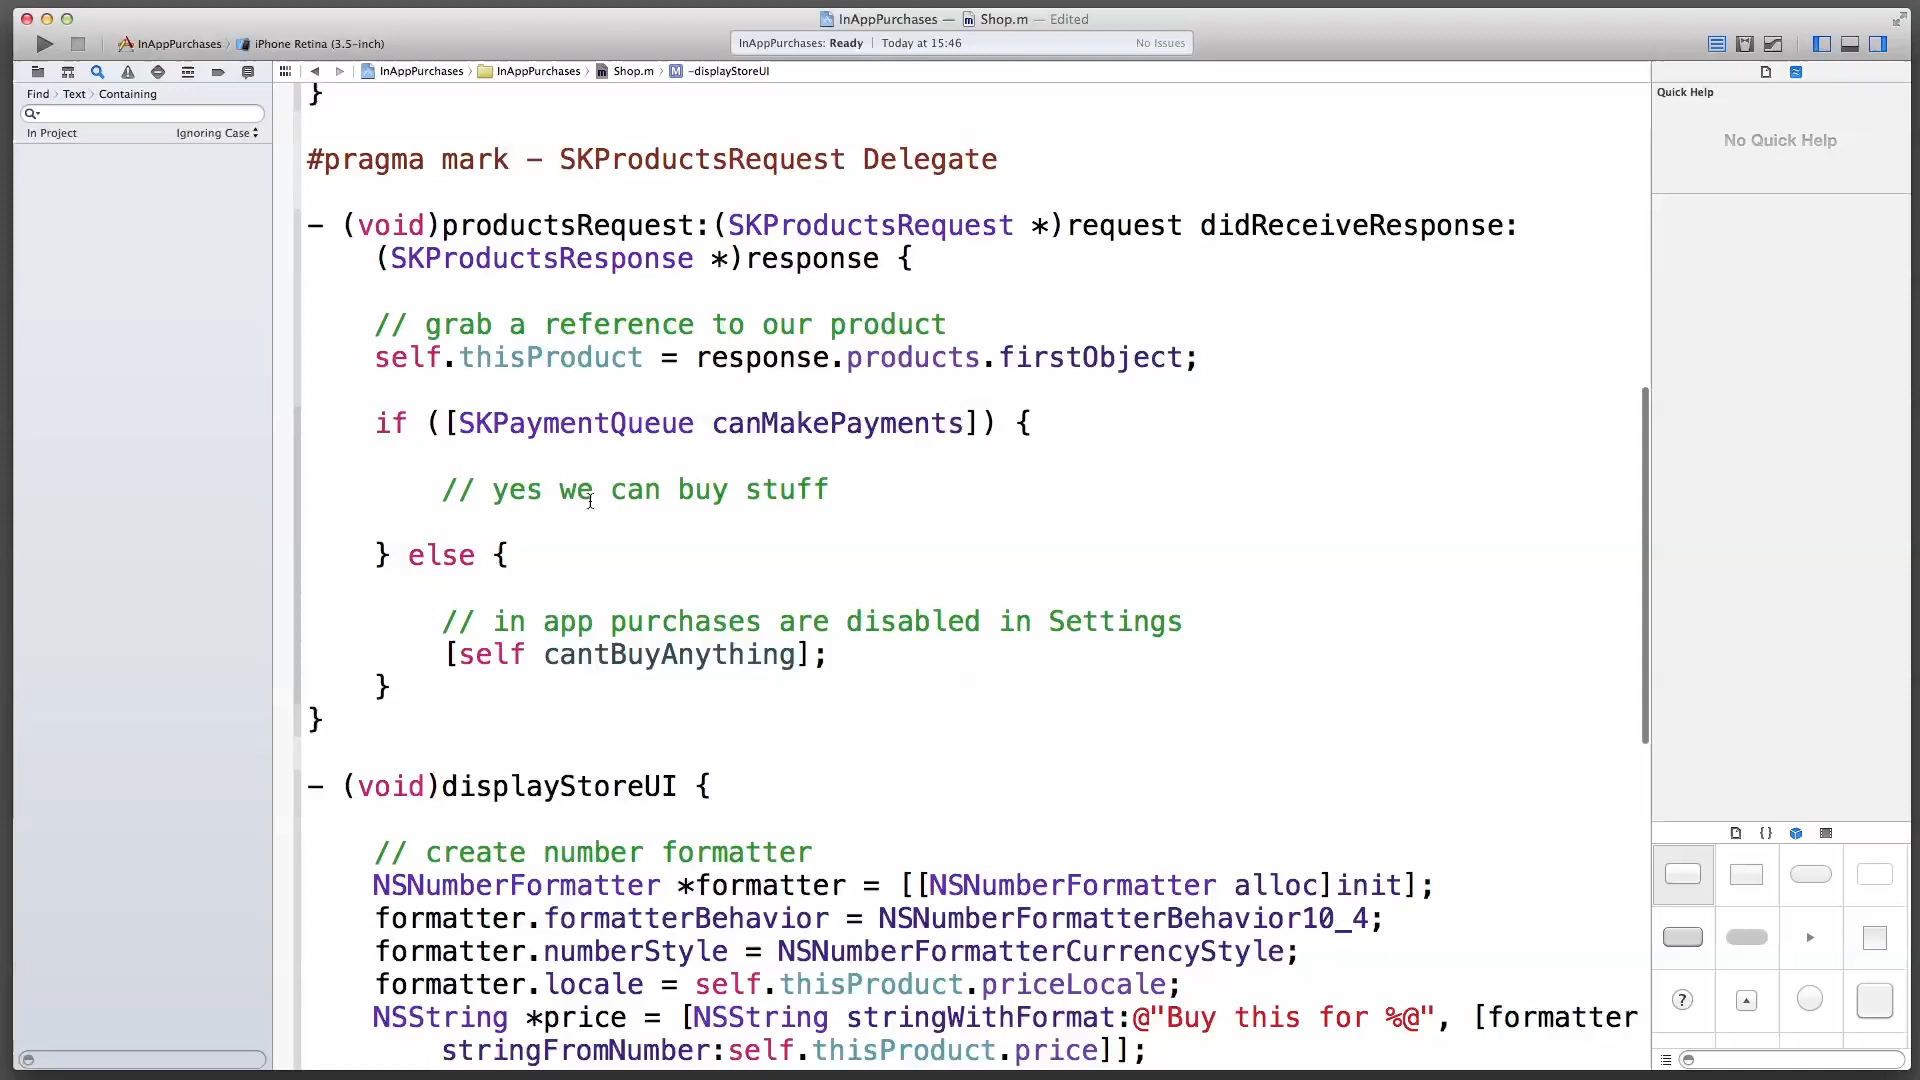 InAppPurchases — Shop.m — Edited
InAppPurchases iPhone Retina (3.5-inch)
InAppPurchases: Ready Today at 15:46 No Issues
InAppPurchases InAppPurchases Shop.m M -displayStoreUI
Find Text Containing
In Project Ignoring Case
Quick Help
No Quick Help
}
#pragma mark - SKProductsRequest Delegate
- (void)productsRequest:(SKProductsRequest *)request didReceiveResponse:
(SKProductsResponse *)response {
// grab a reference to our product
self.thisProduct = response.products.firstObject;
if ([SKPaymentQueue canMakePayments]) {
// yes we can buy stuff
} else {
// in app purchases are disabled in Settings
[self cantBuyAnything];
}
}
- (void)displayStoreUI {
// create number formatter
NSNumberFormatter *formatter = [[NSNumberFormatter alloc]init];
formatter.formatterBehavior = NSNumberFormatterBehavior10_4;
formatter.numberStyle = NSNumberFormatterCurrencyStyle;
formatter.locale = self.thisProduct.priceLocale;
NSString *price = [NSString stringWithFormat:@"Buy this for %@", [formatter
stringFromNumber:self.thisProduct.price]];